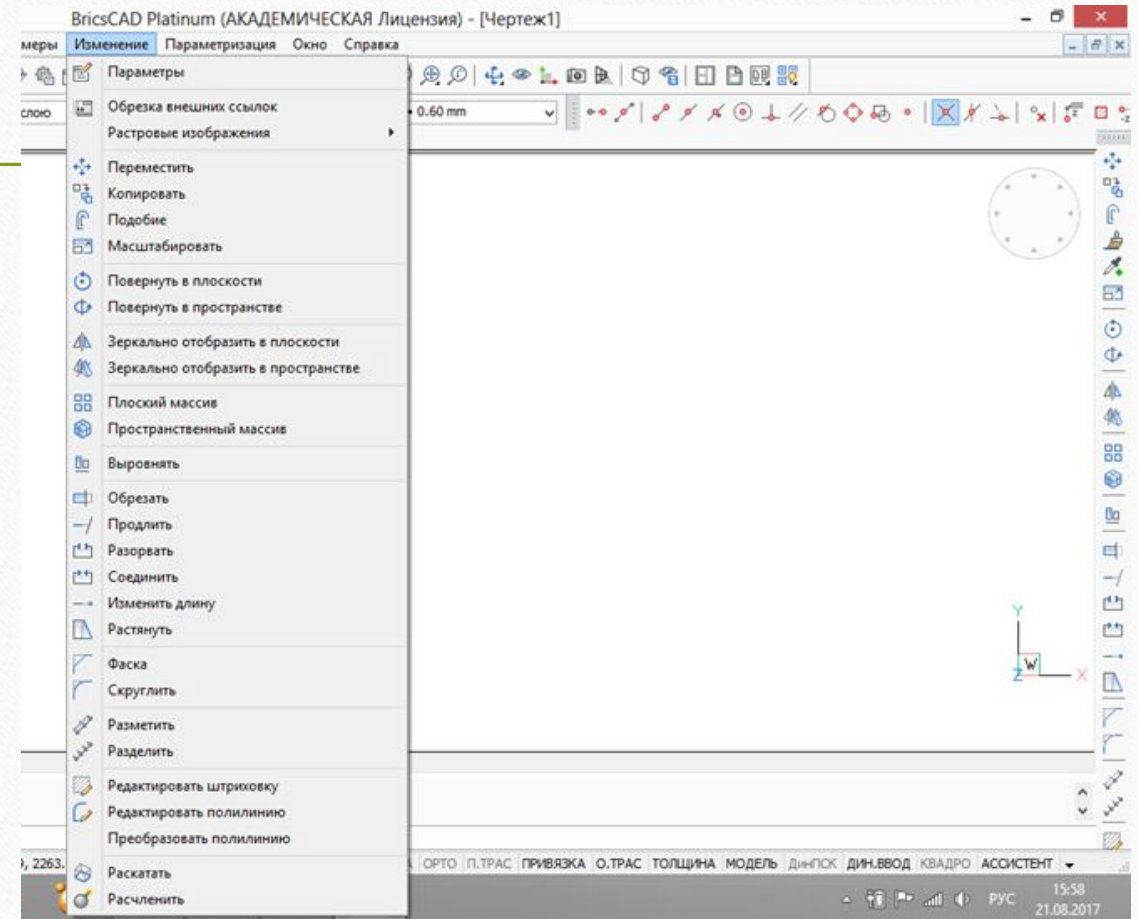 BricsCAD Platinum (АКАДЕМИЧЕСКАЯ Лицензия) - [Чертеж1]
меры Изменение Параметризация Окно Справка
слою
0.60 mm
Параметры
Обрезка внешних ссылок
Растровые изображения
Переместить
Копировать
Подобие
Масштабировать
Повернуть в плоскости
Повернуть в пространстве
Зеркально отобразить в плоскости
Зеркально отобразить в пространстве
Плоский массив
Пространственный массив
Выровнять
Обрезать
Продлить
Разорвать
Соединить
Изменить длину
Растянуть
Фаска
Скруглить
Разметить
Разделить
Редактировать штриховку
Редактировать полилинию
Преобразовать полилинию
Раскатать
Расчленить
Y
W
Z X
, 2263. ОРТО П.ТРАС ПРИВЯЗКА О.ТРАС ТОЛЩИНА МОДЕЛЬ ДинПСК ДИН.ВВОД КВАДРО АССИСТЕНТ
РУС 15:58
21.08.2017